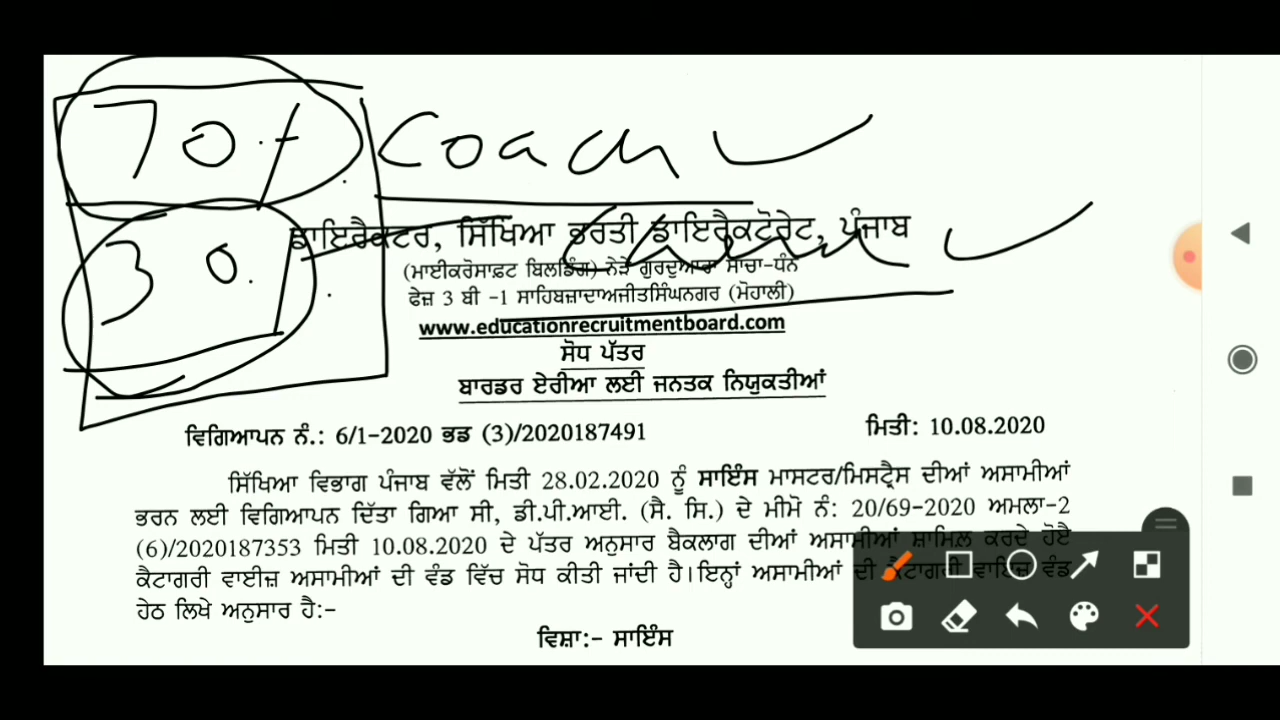 70.%
Coach
30.
ਡਾਇਰੈਕਟਰ, ਸਿੱਖਿਆ ਭਰਤੀ ਡਾਇਰੈਕਟੋਰੇਟ, ਪੰਜਾਬ
(ਮਾਈਕਰੋਸਾਫ਼ਟ ਬਿਲਡਿੰਗ) ਨੇੜੇ ਗੁਰਦੁਆਰਾ ਸਾਚਾ-ਧੰਨ
ਫੇਜ਼ 3 ਬੀ -1 ਸਾਹਿਬਜ਼ਾਦਾਅਜੀਤਸਿੰਘਨਗਰ (ਮੋਹਾਲੀ)
www.educationrecruitmentboard.com
ਸੋਧ ਪੱਤਰ
ਬਾਰਡਰ ਏਰੀਆ ਲਈ ਜਨਤਕ ਨਿਯੁਕਤੀਆਂ
ਵਿਗਿਆਪਨ ਨੰ.: 6/1-2020 ਭਡ (3)/2020187491 ਮਿਤੀ: 10.08.2020
ਸਿੱਖਿਆ ਵਿਭਾਗ ਪੰਜਾਬ ਵੱਲੋਂ ਮਿਤੀ 28.02.2020 ਨੂੰ ਸਾਇੰਸ ਮਾਸਟਰ/ਮਿਸਟ੍ਰੈਸ ਦੀਆਂ ਅਸਾਮੀਆਂ
ਭਰਨ ਲਈ ਵਿਗਿਆਪਨ ਦਿੱਤਾ ਗਿਆ ਸੀ, ਡੀ.ਪੀ.ਆਈ. (ਸੈ. ਸਿ.) ਦੇ ਮੀਮੋ ਨੰ: 20/69-2020 ਅਮਲਾ-2
(6)/2020187353 ਮਿਤੀ 10.08.2020 ਦੇ ਪੱਤਰ ਅਨੁਸਾਰ ਬੈਕਲਾਗ ਦੀਆਂ ਅਸਾਮੀਆਂ ਸ਼ਾਮਿਲ ਕਰਦੇ ਹੋਏ
ਕੈਟਾਗਰੀ ਵਾਈਜ਼ ਅਸਾਮੀਆਂ ਦੀ ਵੰਡ ਵਿੱਚ ਸੋਧ ਕੀਤੀ ਜਾਂਦੀ ਹੈ। ਇਨ੍ਹਾਂ ਅਸਾਮੀਆਂ ਦੀ ਕੈਟਾਗਰੀ ਵਾਇਜ਼ ਵੰਡ
ਹੇਠ ਲਿਖੇ ਅਨੁਸਾਰ ਹੈ:-
ਵਿਸ਼ਾ:- ਸਾਇੰਸ